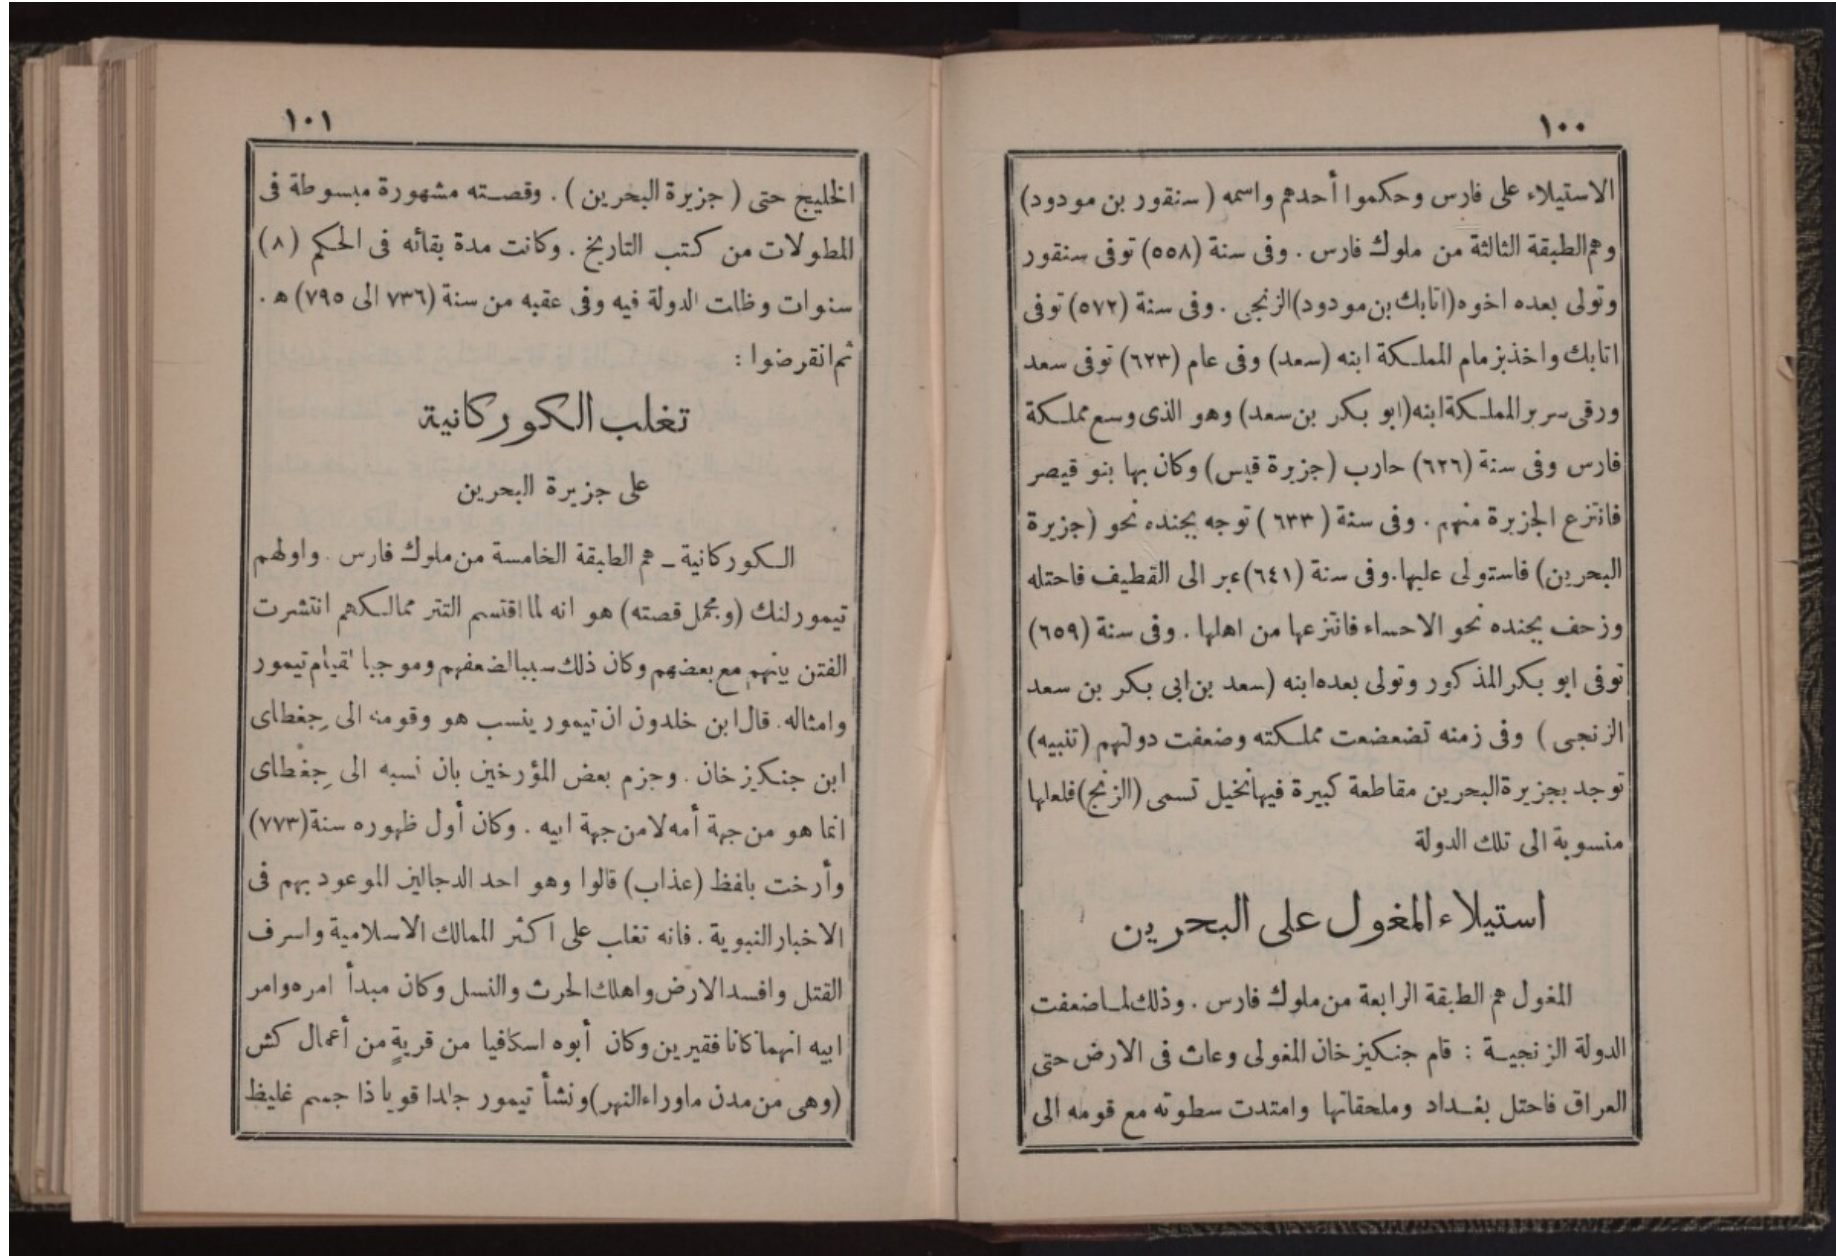 ١٠٠
الاستيلاء على فارس وحكموا أحدهم واسمه ( سنقور بن مودود)
وهم الطبقة الثالثة من ملوك فارس . وفى سنة (٥٥٨) توفى سنقور
وتولى بعده اخوه (اتابك بن مودود) الزنجى . وفى سنة (٥٧٢) توفى
اتابك واخذ بزمام المملكة ابنه (سعد) وفى عام (٦٢٣) توفى سعد
ورقى سرير المملكة ابنه (ابو بكر بن سعد) وهو الذى وسع مملكة
فارس وفى سنة (٦٢٦) حارب (جزيرة قيس) وكان بها بنو قيصر
فانتزع الجزيرة منهم . وفى سنة ( ٦٣٣ ) توجه بجنده نحو (جزيرة
البحرين) فاستولى عليها . وفى سنة (٦٤١) عبر الى القطيف فاحتله
وزحف بجنده نحو الاحساء فانتزعها من اهلها . وفى سنة (٦٥٩)
توفى ابو بكر المذكور وتولى بعده ابنه (سعد بن ابى بكر بن سعد
الزنجى ) وفى زمنه تضعضعت مملكته وضعفت دولتهم (تنبيه)
توجد بجزيرة البحرين مقاطعة كبيرة فيها نخيل تسمى (الزنج) فلعلها
منسوبة الى تلك الدولة
استيلاء المغول على البحرين
المغول هم الطبقة الرابعة من ملوك فارس . وذلك لما ضعفت
الدولة الزنجية : قام جنكيز خان المغولى وعاث فى الارض حتى
العراق فاحتل بغداد وملحقاتها وامتدت سطوته مع قومه الى
١٠١
الخليج حتى ( جزيرة البحرين ) . وقصته مشهورة مبسوطة فى
المطولات من كتب التاريخ . وكانت مدة بقائه فى الحكم (٨)
سنوات وظلت الدولة فيه وفى عقبه من سنة (٧٣٦ الى ٧٩٥) ه .
ثم انقرضوا :
تغلب الكوركانية
على جزيرة البحرين
الكوركانية ـ هم الطبقة الخامسة من ملوك فارس . واولهم
تيمورلنك (ومجمل قصته) هو انه لما اقتسم التتر ممالكهم انتشرت
الفتن بينهم مع بعضهم وكان ذلك سببا لضعفهم وموجبا لقيام تيمور
وامثاله . قال ابن خلدون ان تيمور ينسب هو وقومه الى جِغطاى
ابن جنكيز خان . وجزم بعض المؤرخين بان نسبه الى جِغطاى
انما هو من جهة أمه لا من جهة ابيه . وكان أول ظهوره سنة (٧٧٣)
وأرخت بلفظ (عذاب) قالوا وهو احد الدجالين الموعود بهم فى
الاخبار النبوية . فانه تغلب على اكثر الممالك الاسلامية واسرف
القتل وافسد الارض واهلك الحرث والنسل وكان مبدأ امره وامر
ابيه انهما كانا فقيرين وكان أبوه اسكافيا من قريةٍ من أعمال كش
(وهى من مدن ماوراء النهر) ونشأ تيمور جلدا قويا ذا جسم غليظ